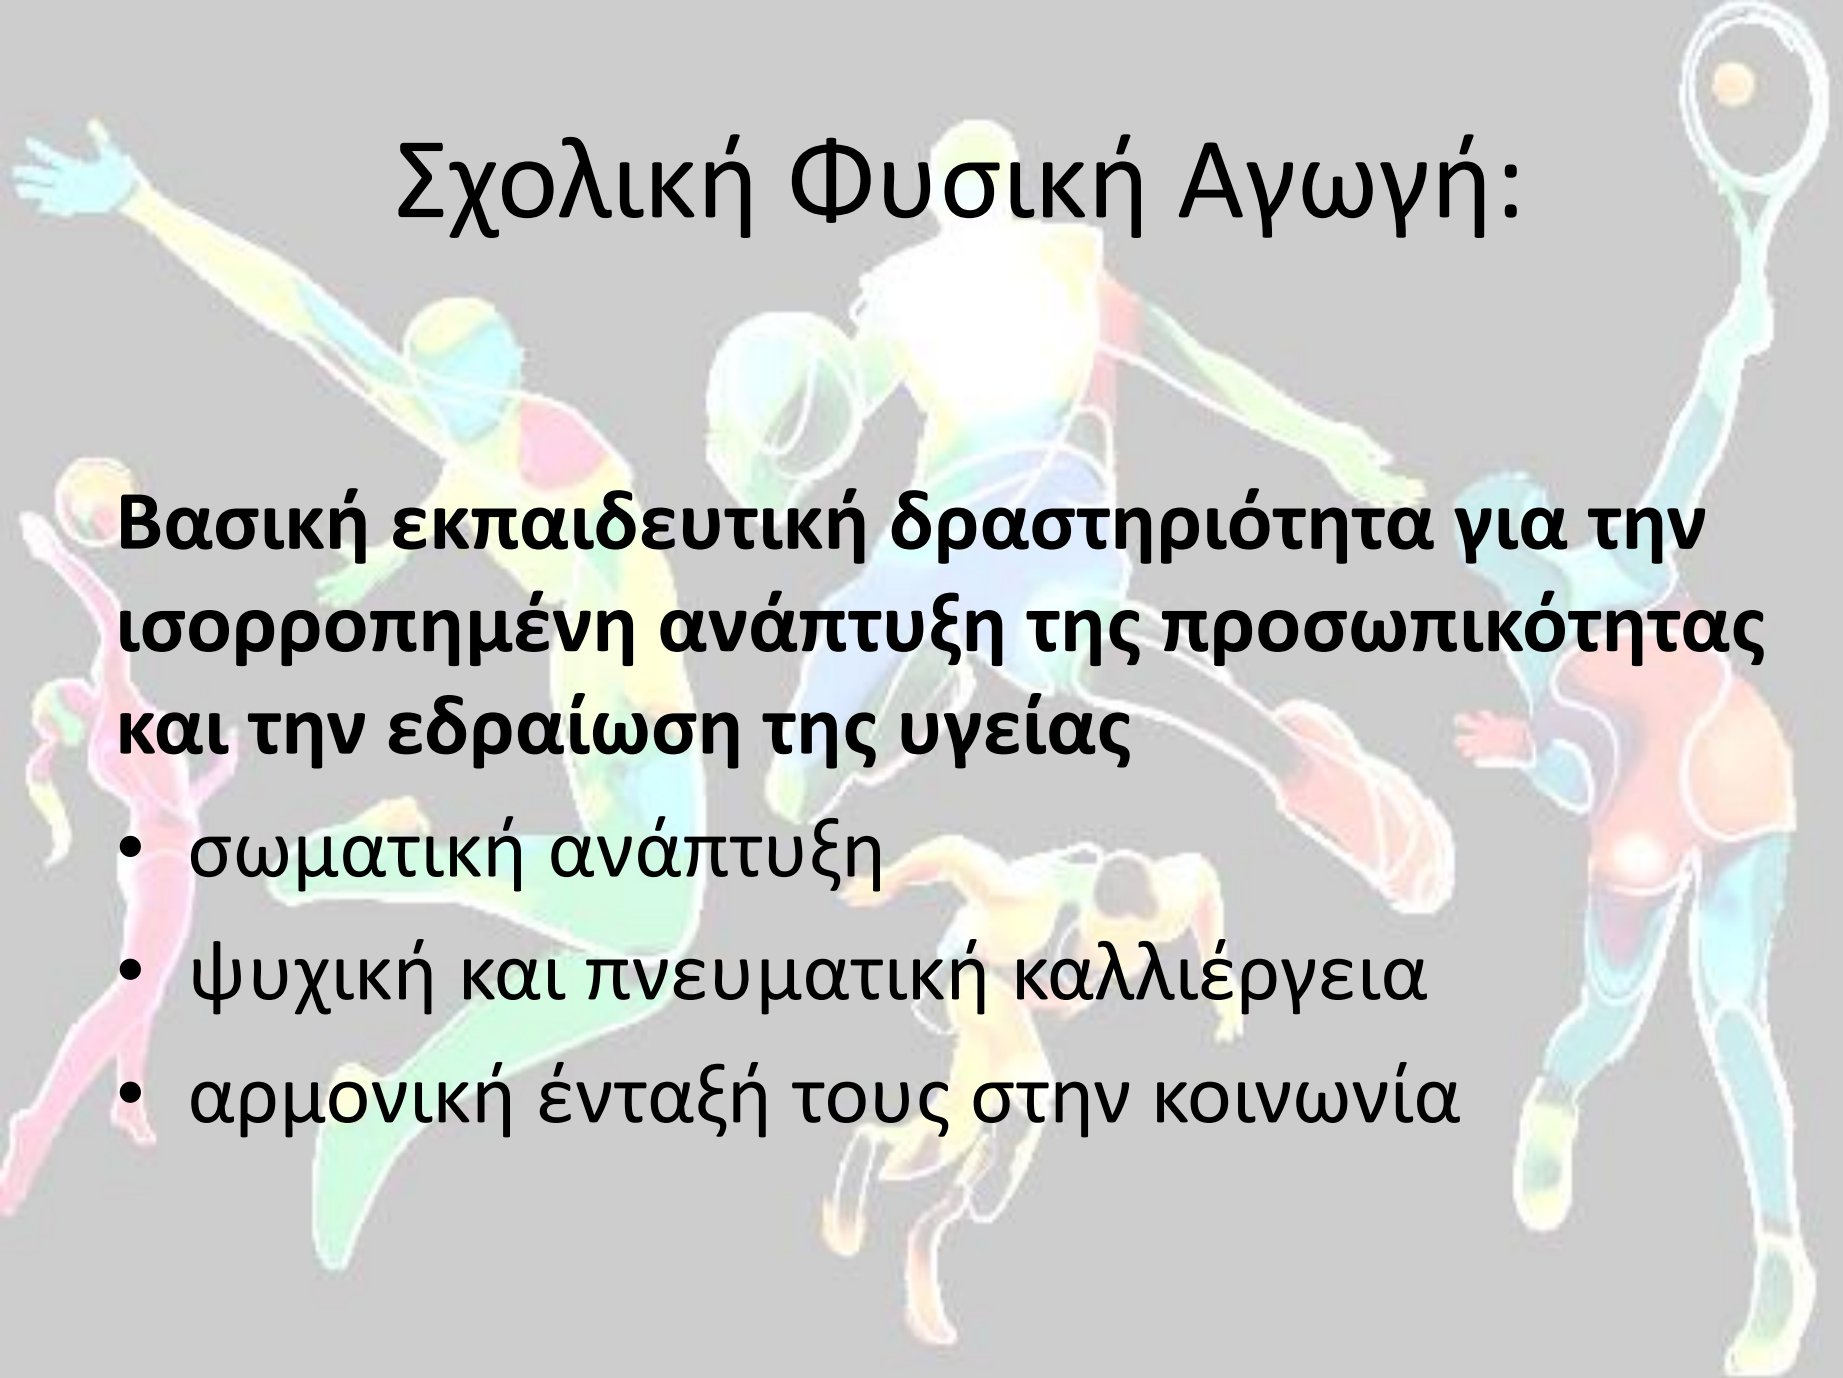 Σχολική Φυσική Αγωγή:
Βασική εκπαιδευτική δραστηριότητα για την
ισορροπημένη ανάπτυξη της προσωπικότητας
και την εδραίωση της υγείας
• σωματική ανάπτυξη
• ψυχική και πνευματική καλλιέργεια
• αρμονική ένταξή τους στην κοινωνία